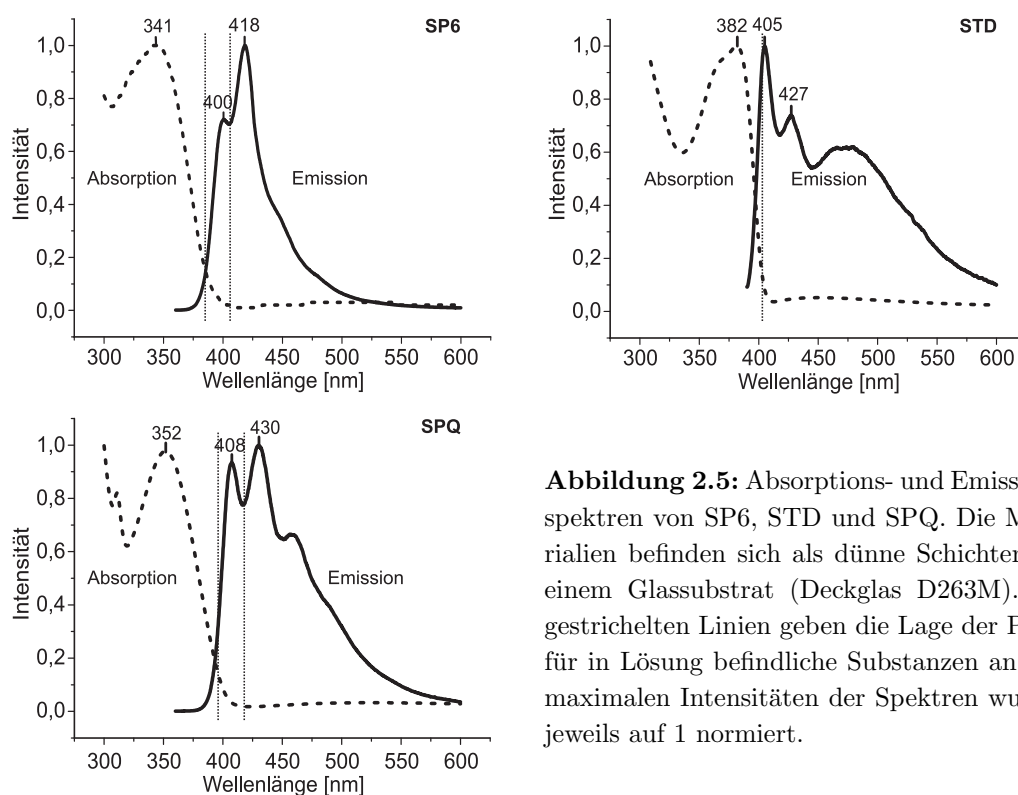 341 418 SP6
1,0
0,8
400
0,6
Absorption Emission
0,4
0,2
0,0
Intensität
300 350 400 450 500 550 600
Wellenlänge [nm]
382 405 STD
1,0
0,8
427
0,6
Absorption Emission
0,4
0,2
0,0
Intensität
300 350 400 450 500 550 600
Wellenlänge [nm]
352 430 SPQ
408
1,0
0,8
0,6
Absorption Emission
0,4
0,2
0,0
Intensität
300 350 400 450 500 550 600
Wellenlänge [nm]
Abbildung 2.5: Absorptions- und Emiss
spektren von SP6, STD und SPQ. Die M
rialien befinden sich als dünne Schichten
einem Glassubstrat (Deckglas D263M).
gestrichelten Linien geben die Lage der P
für in Lösung befindliche Substanzen an
maximalen Intensitäten der Spektren wu
jeweils auf 1 normiert.